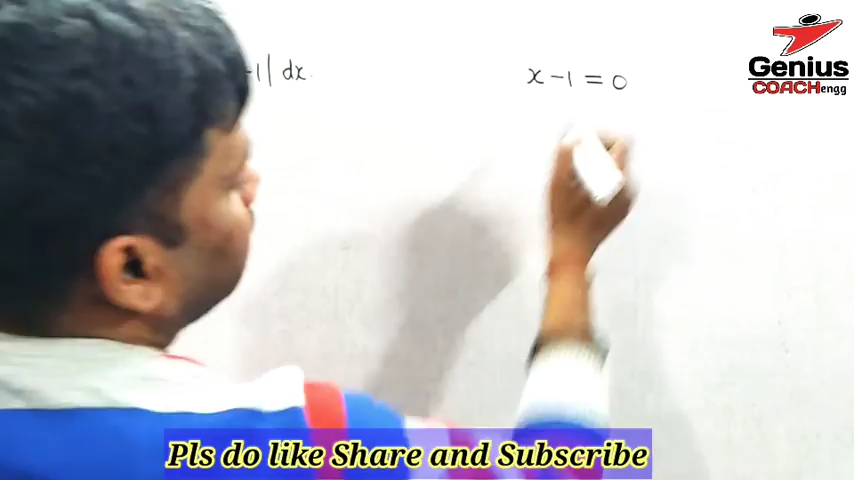 -1| dx.
x - 1 = 0
Genius
COACHengg
Pls do like Share and Subscribe